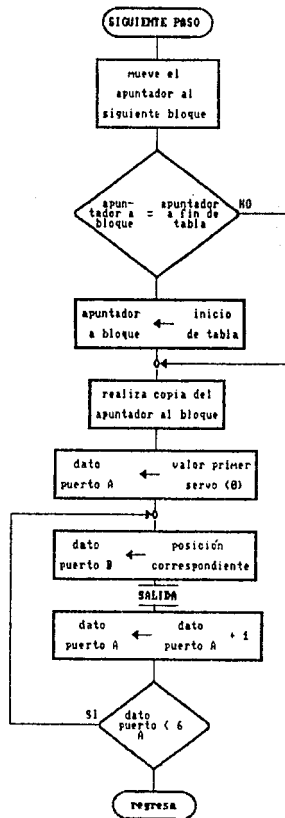 SIGUIENTE PASO
mueve el
apuntador al
siguiente bloque
apun-
tador a
bloque
=
apuntador
a fin de
tabla
NO
apuntador
a bloque
←
inicio
de tabla
realiza copia del
apuntador al bloque
dato
puerto A
←
valor primer
servo (0)
dato
puerto B
←
posición
correspondiente
SALIDA
dato
puerto A
←
dato
puerto A
+ 1
SI
dato
puerto < 6
A
regresa